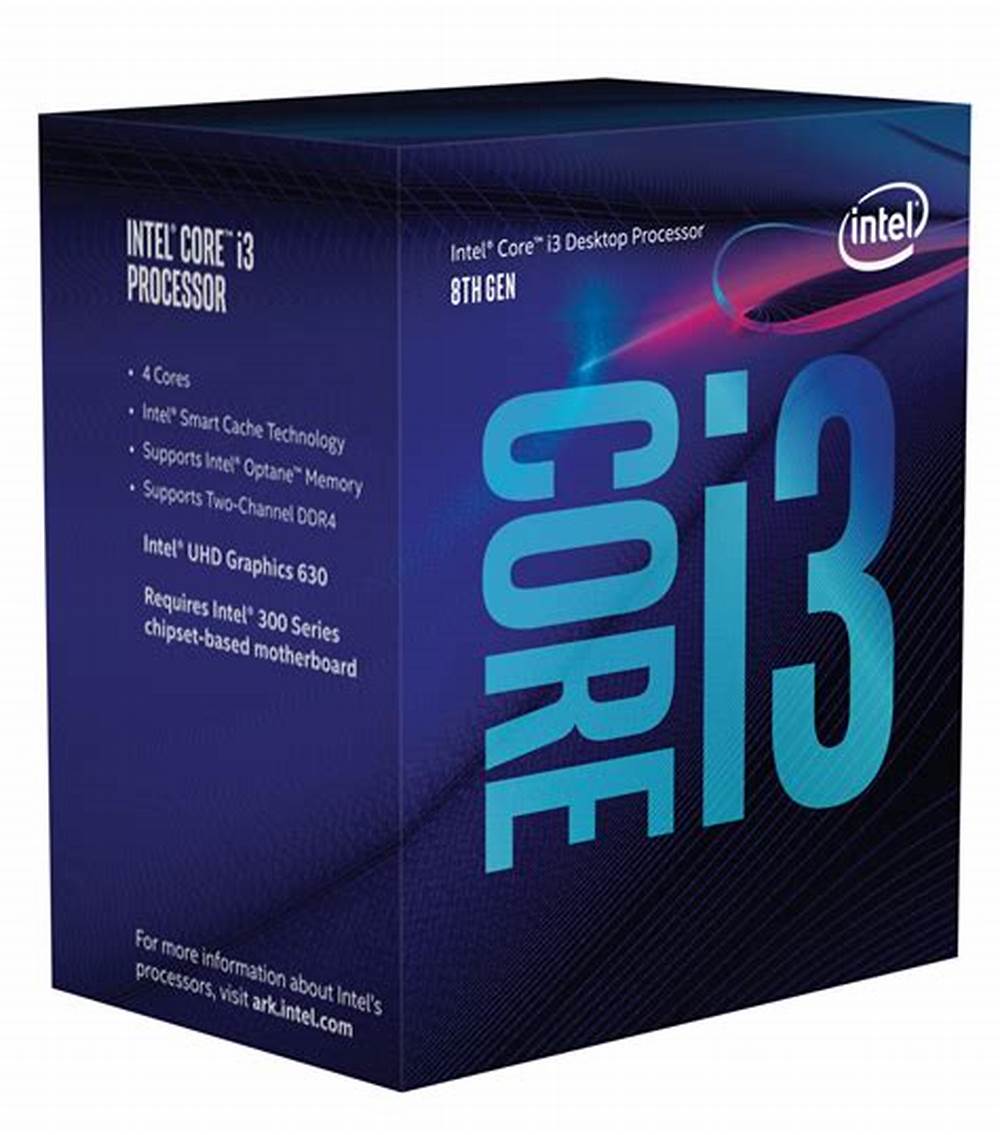 INTEL® CORE™ i3
PROCESSOR
• 4 Cores
• Intel® Smart Cache Technology
• Supports Intel® Optane™ Memory
• Supports Two-Channel DDR4
Intel® UHD Graphics 630
Requires Intel® 300 Series
chipset-based motherboard
For more information about Intel's
processors, visit ark.intel.com
Intel® Core™ i3 Desktop Processor
8TH GEN
intel®
CORE
i3